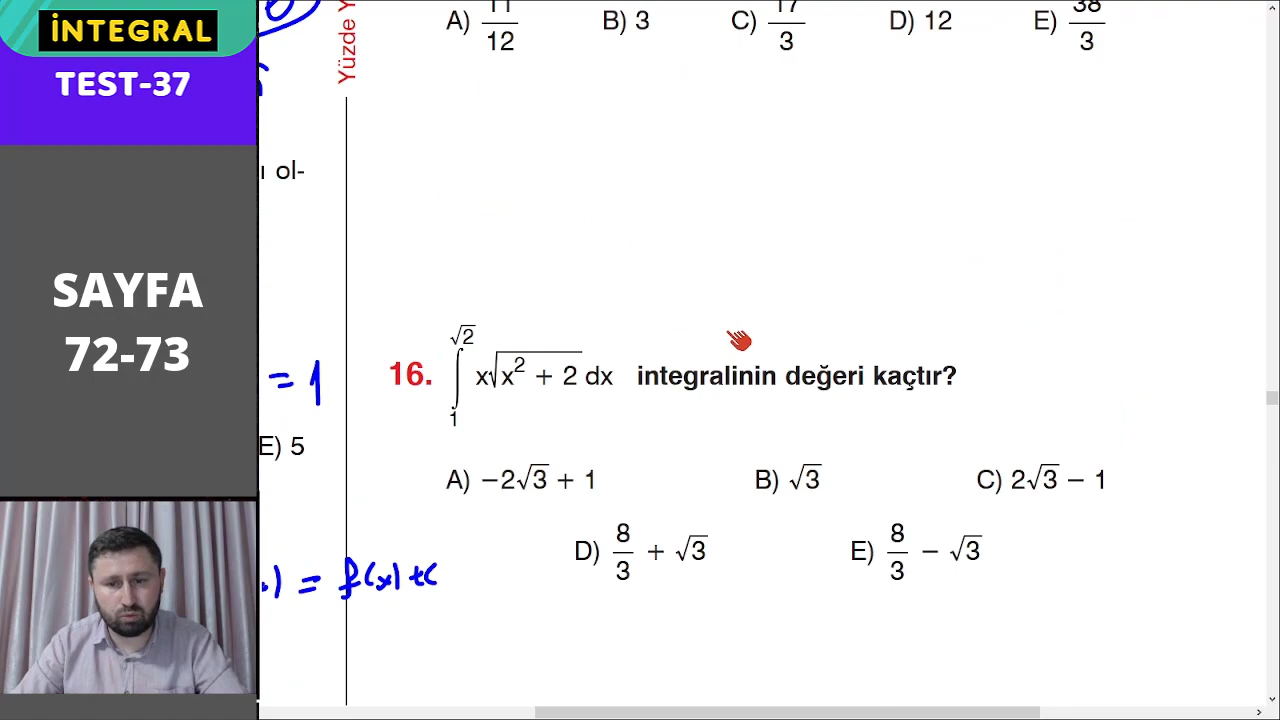 İNTEGRAL
TEST-37
SAYFA
72-73
ol-
= 1
E) 5
) = f(x) +c
Yüzde Y
A) 11/12 B) 3 C) 17/3 D) 12 E) 38/3
16. ∫₁^√2 x√(x² + 2) dx integralinin değeri kaçtır?
A) −2√3 + 1 B) √3 C) 2√3 − 1
D) 8/3 + √3 E) 8/3 − √3